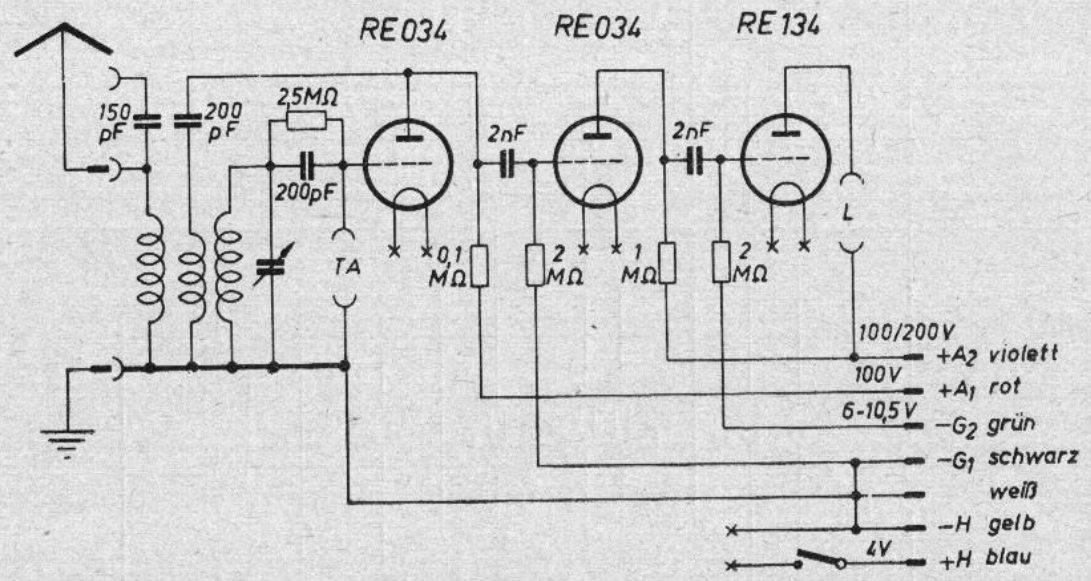 RE034
RE034
RE134
150
pF
200
pF
2,5MΩ
200pF
2nF
2nF
TA
L
0,1
MΩ
2
MΩ
1
MΩ
2
MΩ
100/200V
+A2 violett
100V
+A1 rot
6-10,5V
-G2 grün
-G1 schwarz
weiß
-H gelb
4V
+H blau